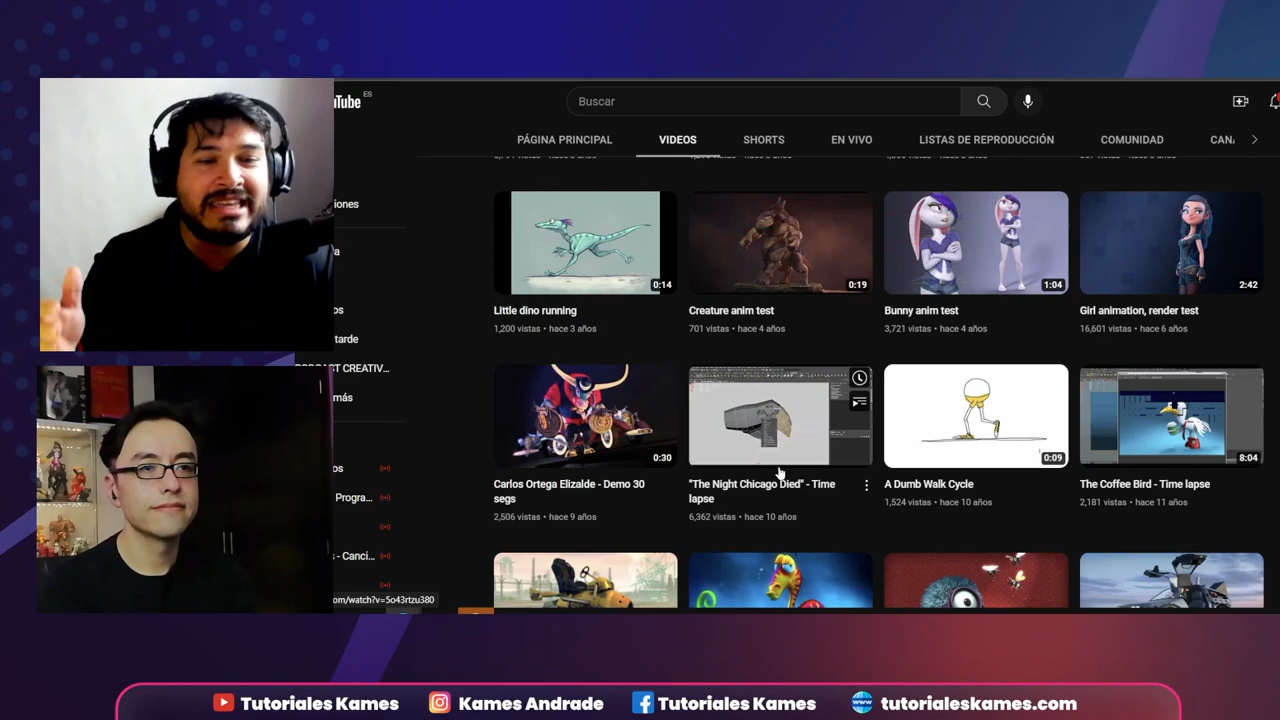 uTube ES
Buscar
PÁGINA PRINCIPAL VIDEOS SHORTS EN VIVO LISTAS DE REPRODUCCIÓN COMUNIDAD CAN
iones
a
os
tarde
PODCAST CREATIV...
más
os
Progra...
- Canci...
om/watch?v=5o43rtzu380
0:14
0:19
1:04
2:42
Little dino running
1,200 vistas • hace 3 años
Creature anim test
701 vistas • hace 4 años
Bunny anim test
3,721 vistas • hace 4 años
Girl animation, render test
16,601 vistas • hace 6 años
0:30
0:09
8:04
Carlos Ortega Elizalde - Demo 30
segs
2,506 vistas • hace 9 años
"The Night Chicago Died" - Time
lapse
6,362 vistas • hace 10 años
A Dumb Walk Cycle
1,524 vistas • hace 10 años
The Coffee Bird - Time lapse
2,181 vistas • hace 11 años
Tutoriales Kames Kames Andrade Tutoriales Kames tutorialeskames.com